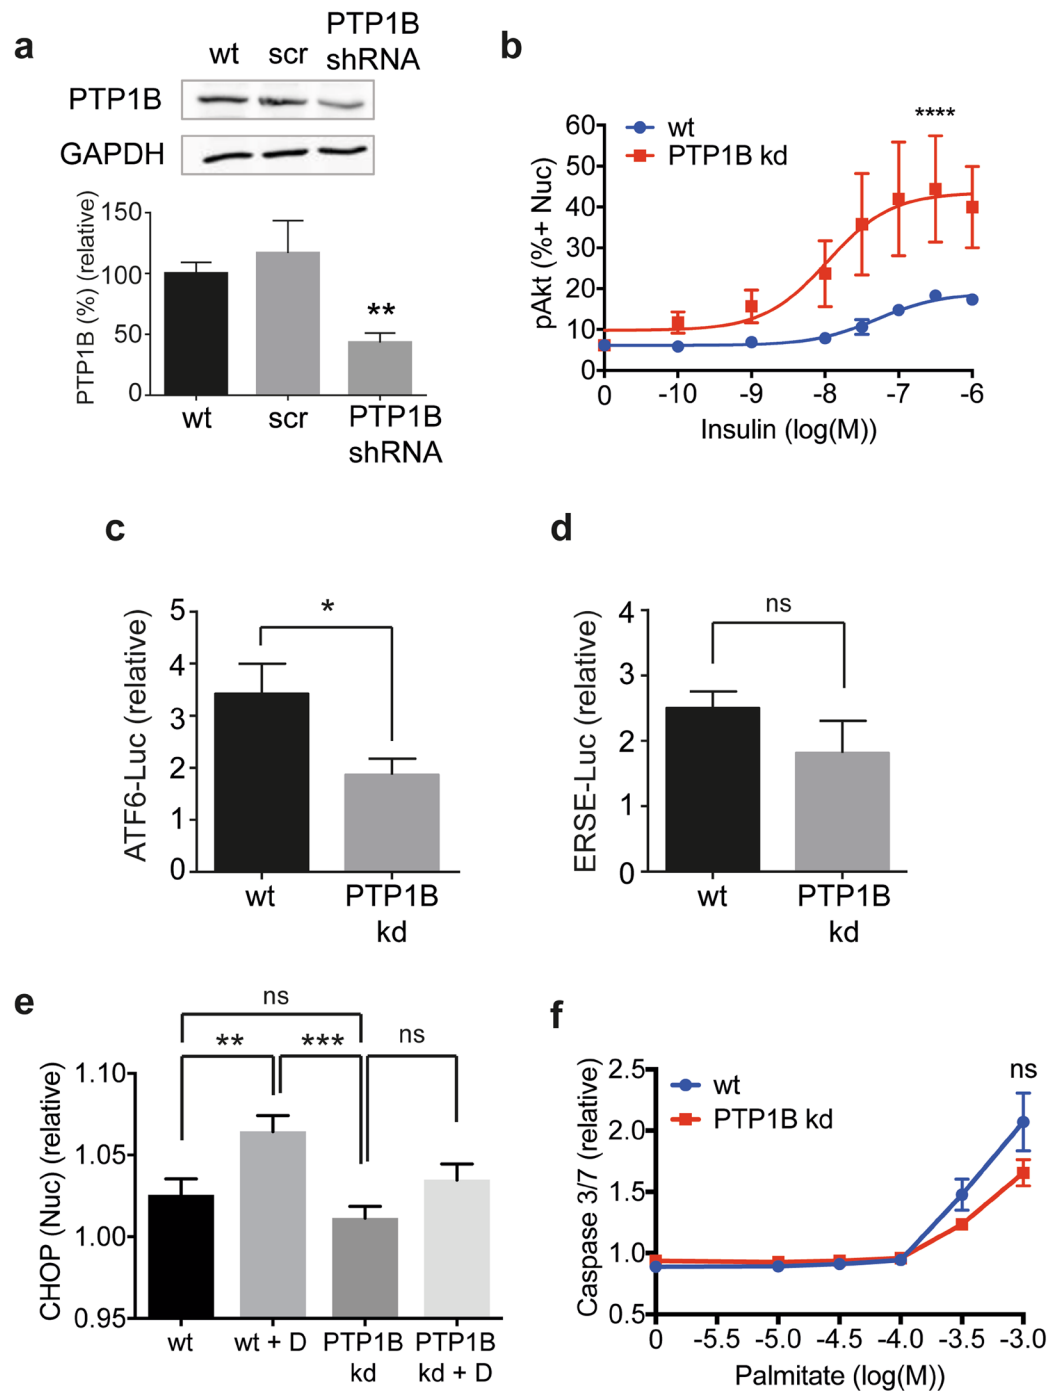 a
wt scr PTP1B
shRNA
PTP1B
GAPDH
PTP1B (%) (relative)
150
100
50
0
wt scr PTP1B
shRNA
**
b
pAkt (%+ Nuc)
60
50
40
30
20
10
0
wt
PTP1B kd
****
0 -10 -9 -8 -7 -6
Insulin (log(M))
c
ATF6-Luc (relative)
5
4
3
2
1
0
*
wt PTP1B
kd
d
ERSE-Luc (relative)
4
3
2
1
0
ns
wt PTP1B
kd
e
ns
** *** ns
CHOP (Nuc) (relative)
1.10
1.05
1.00
0.95
wt wt + D PTP1B PTP1B
kd kd + D
f
Caspase 3/7 (relative)
2.5
2.0
1.5
1.0
0.5
wt
PTP1B kd
ns
0 -5.5 -5.0 -4.5 -4.0 -3.5 -3.0
Palmitate (log(M))